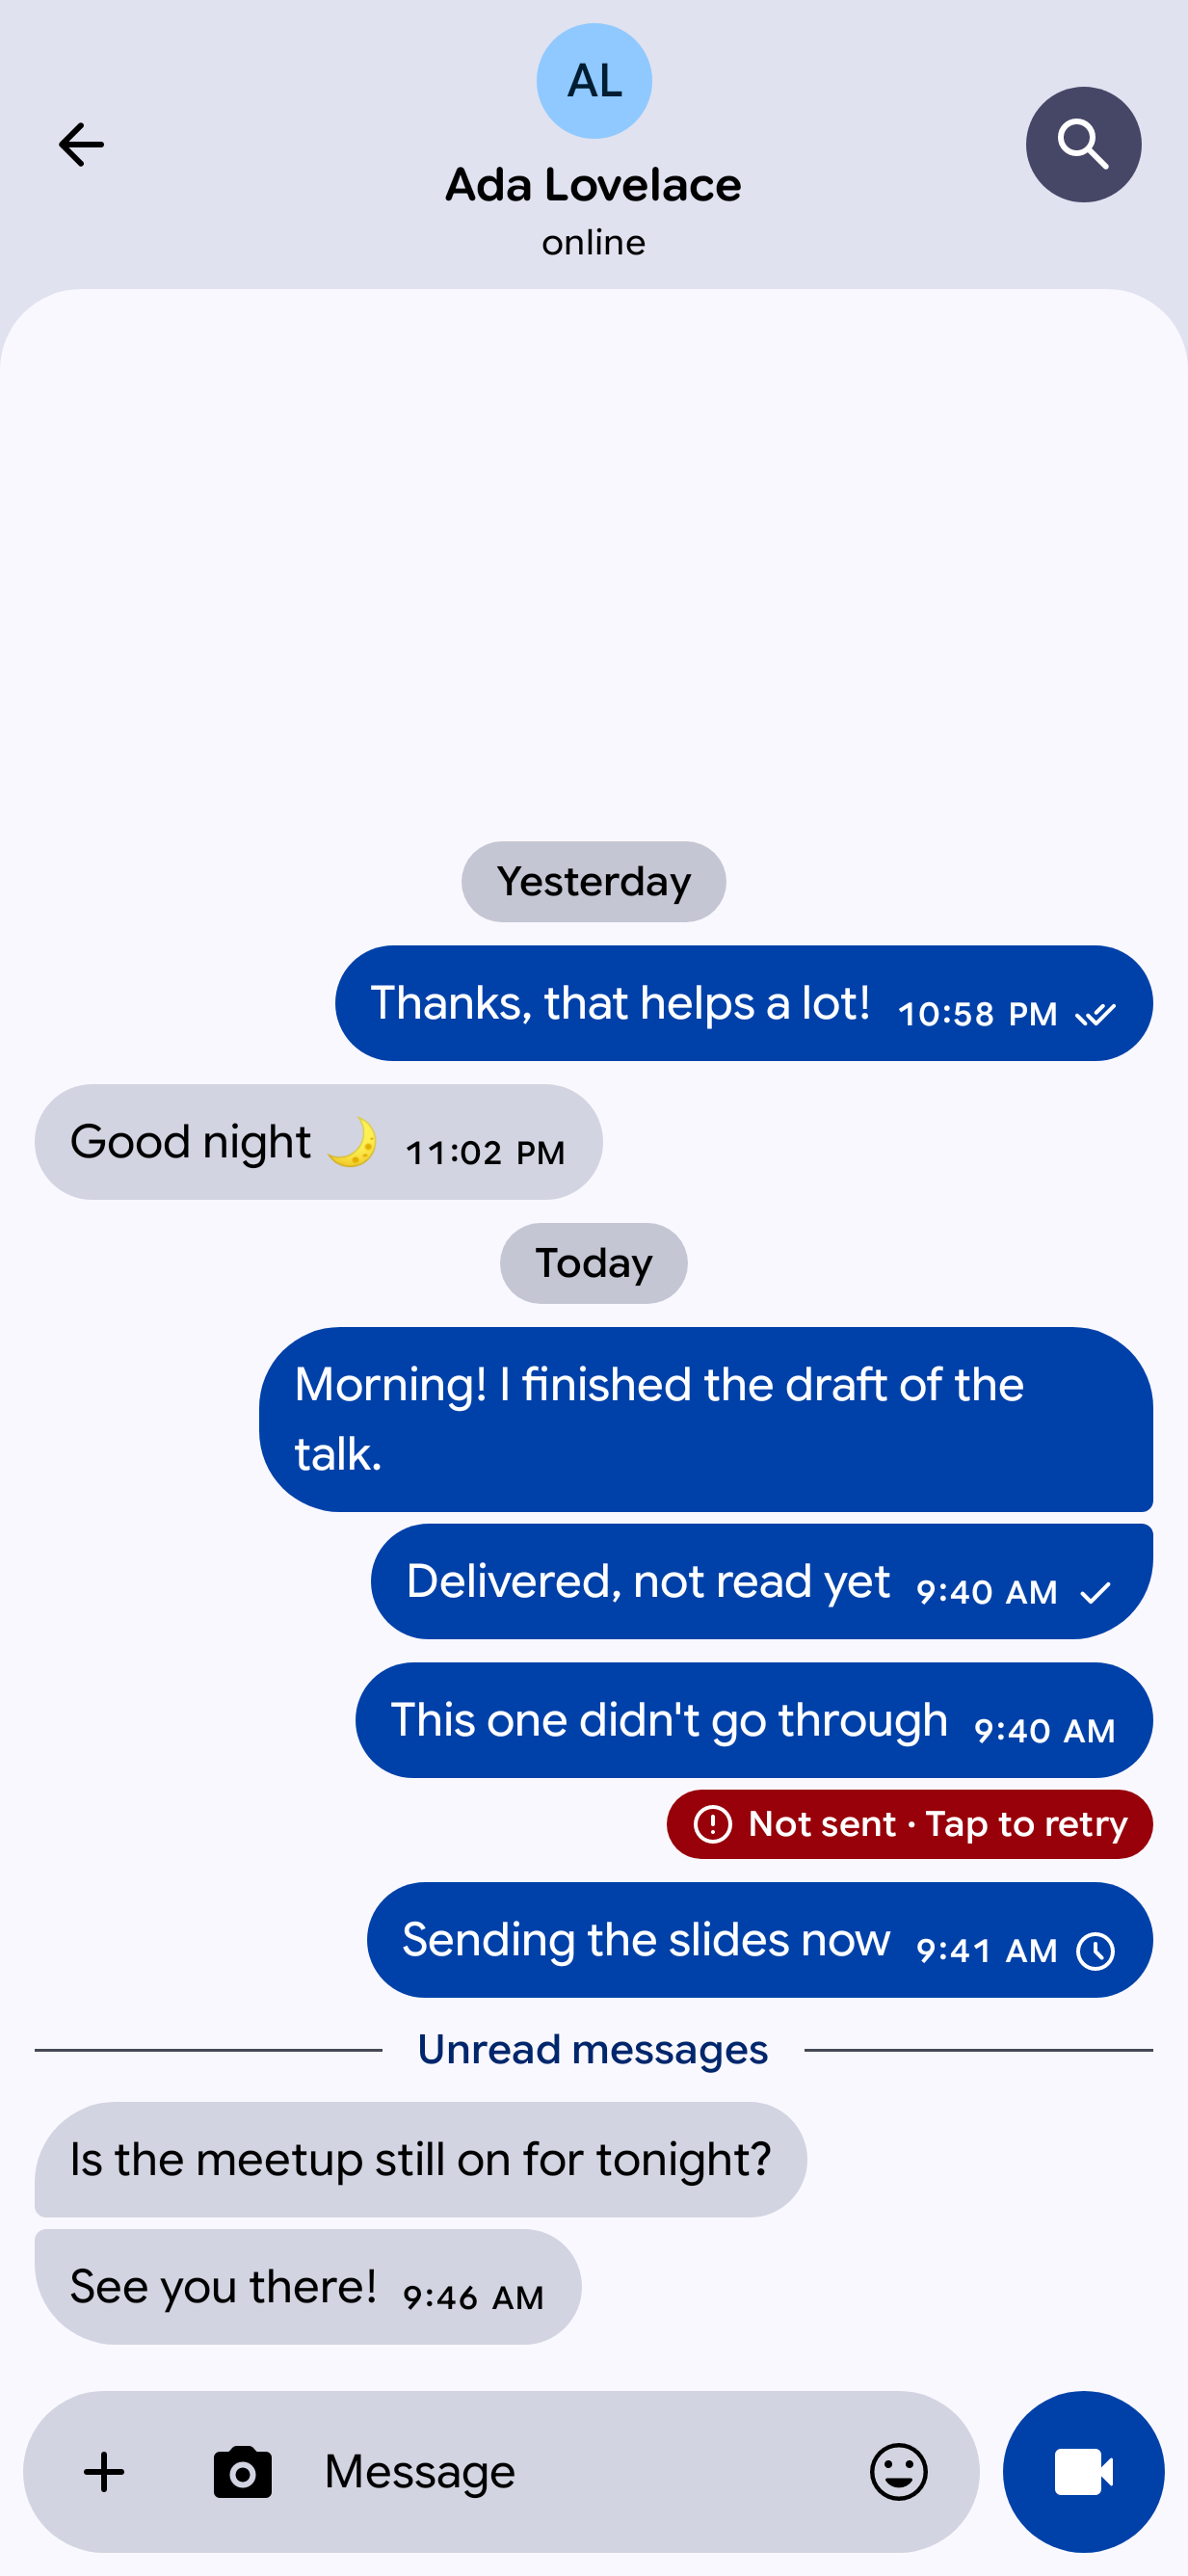 AL
Ada Lovelace
online
Yesterday
Thanks, that helps a lot! 10:58 PM
Good night 🌙 11:02 PM
Today
Morning! I finished the draft of the
talk.
Delivered, not read yet 9:40 AM
This one didn't go through 9:40 AM
Not sent · Tap to retry
Sending the slides now 9:41 AM
Unread messages
Is the meetup still on for tonight?
See you there! 9:46 AM
Message